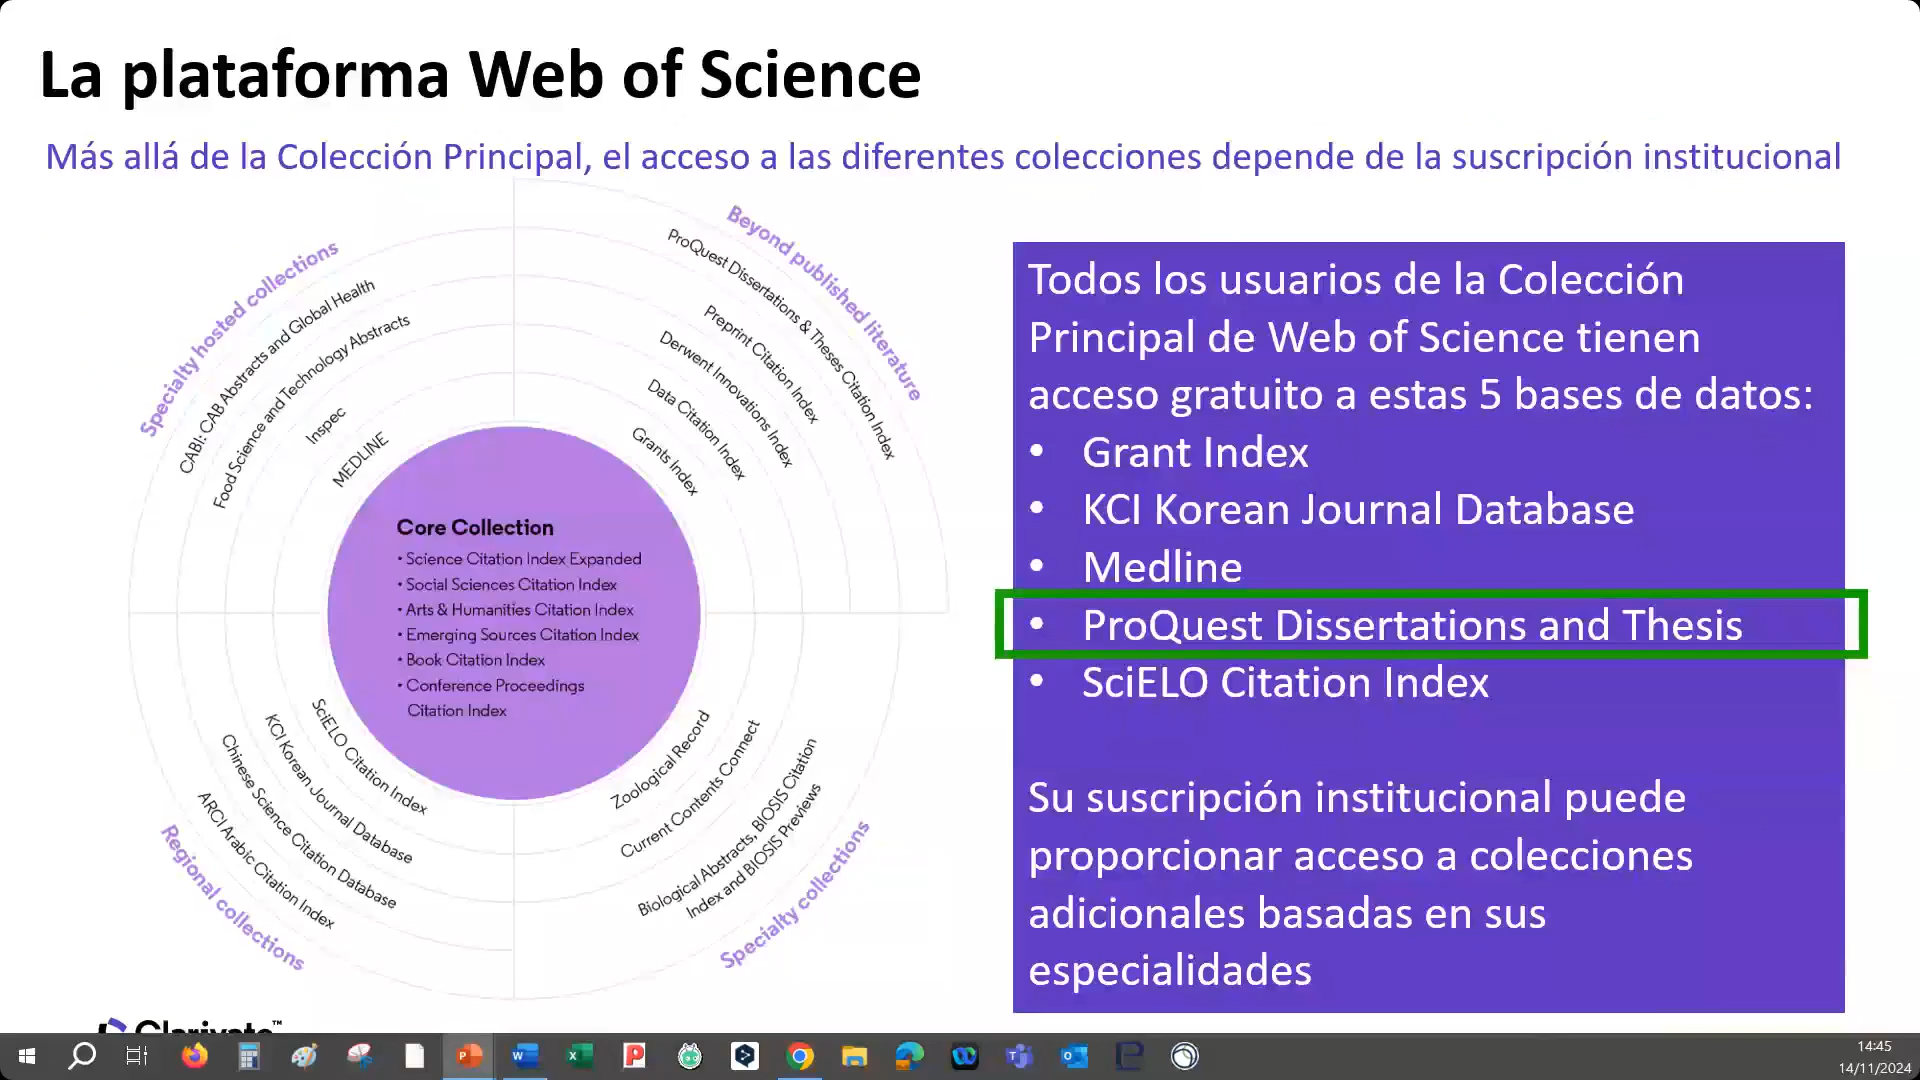 La plataforma Web of Science
Más allá de la Colección Principal, el acceso a las diferentes colecciones depende de la suscripción institucional
Specialty hosted collections
CABI: CAB Abstracts and Global Health
Food Science and Technology Abstracts
Inspec
MEDLINE
Beyond published literature
ProQuest Dissertations & Theses Citation Index
Preprint Citation Index
Derwent Innovations Index
Data Citation Index
Grants Index
Core Collection
• Science Citation Index Expanded
• Social Sciences Citation Index
• Arts & Humanities Citation Index
• Emerging Sources Citation Index
• Book Citation Index
• Conference Proceedings
Citation Index
SciELO Citation Index
KCI Korean Journal Database
Chinese Science Citation Database
ARCI Arabic Citation Index
Regional collections
Zoological Record
Current Contents Connect
Biological Abstracts, BIOSIS Citation
Index and BIOSIS Previews
Specialty collections
Todos los usuarios de la Colección
Principal de Web of Science tienen
acceso gratuito a estas 5 bases de datos:
• Grant Index
• KCI Korean Journal Database
• Medline
• ProQuest Dissertations and Thesis
• SciELO Citation Index
Su suscripción institucional puede
proporcionar acceso a colecciones
adicionales basadas en sus
especialidades
Clarivate™
14:45
14/11/2024